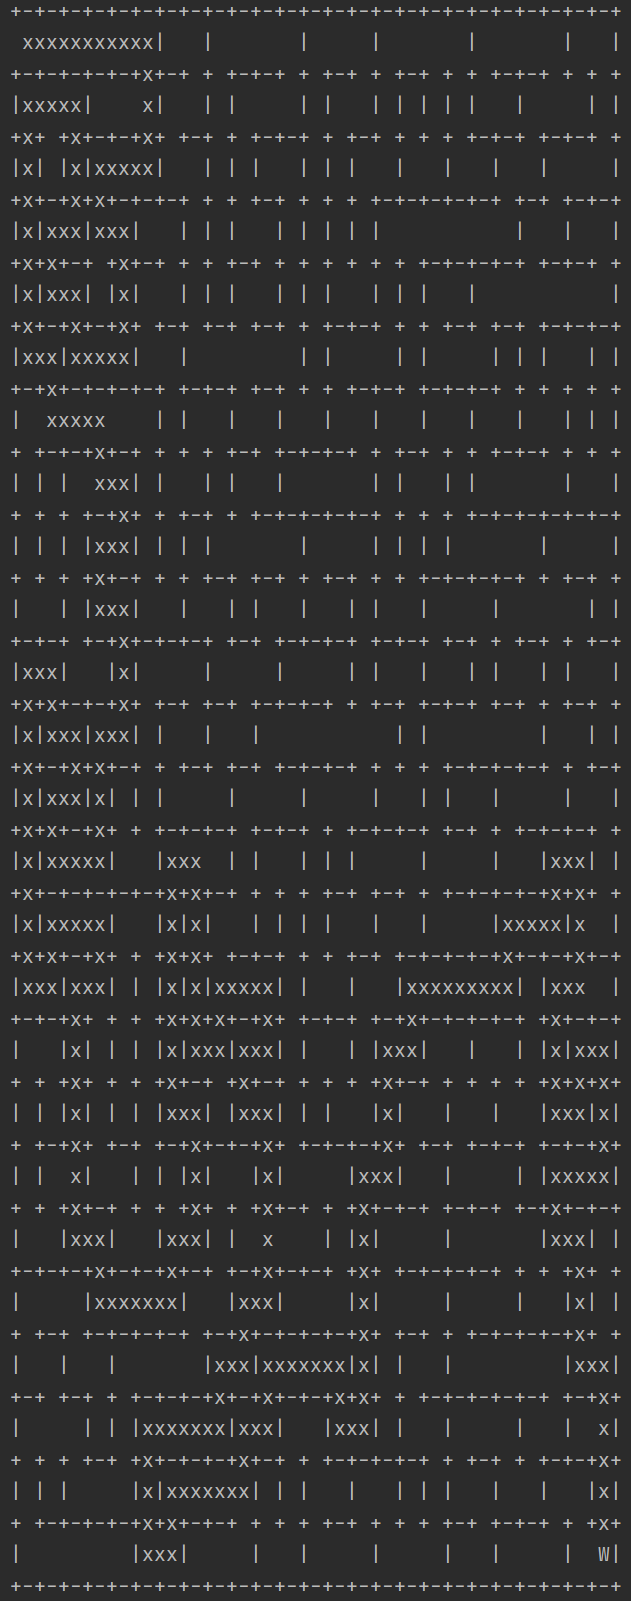 +-+-+-+-+-+-+-+-+-+-+-+-+-+-+-+-+-+-+-+-+-+-+-+-+-+
 xxxxxxxxxxx|   |       |     |       |       |   |
+-+-+-+-+-+x+-+ + +-+-+ + +-+ +-+-+-+ + +-+-+ + + +
|xxxxx|    x|   | |     | |   | | | | |   |     | |
+x+ +x+-+-+x+ +-+ +-+ +-+ + + + + + +-+-+ +-+-+-+ +
|x| |x|xxxxx|   | | |   | | |   |   |   |   |     |
+x+-+x+x+-+-+-+ + + +-+ + + + +-+-+-+-+-+ +-+ +-+-+
|x|xxx|xxx|   | | |   | | | | |           |   |   |
+x+x+-+ +x+-+ + + +-+ + + + + + + +-+-+-+ +-+-+-+ +
|x|xxx| |x|   | | |   | | |   | | |   |           |
+x+-+x+-+x+ +-+ +-+ +-+ + +-+ + + + +-+ +-+ +-+-+-+
|xxx|xxxxx|   |         | |     | |     | | |   | |
+-+x+-+-+-+-+ +-+-+ +-+ + + +-+-+ +-+-+ + + + + + +
|  xxxxx    | |   |   |   |   |   |   |   |   | | |
+ +-+-+x+-+ + + + +-+ +-+-+-+-+ + + + +-+ +-+-+ + +
| | |  xxx| |   | |   |       | |   | |       |   |
+ + + +-+x+ +-+ + +-+-+-+-+-+-+ + + + +-+-+-+-+-+-+
| | | |xxx| | | |       |     | | | |       |     |
+ + + +x+-+ + +-+-+-+-+ + +-+ + + +-+-+-+-+ + + +-+
|   | |xxx|   |   | |   |   | |   |     |       | |
+-+-+ +-+x+-+-+-+ +-+-+-+ +-+-+ + +-+-+ + +-+ + +-+
|xxx|   |x|     |     |     | |   |   | |   | |   |
+x+x+-+-+x+ +-+ +-+ +-+-+-+-+ + +-+ +-+-+-+ + +-+ +
|x|xxx|xxx| |   |   |           | |         |   | |
+x+-+x+x+-+ + +-+ +-+ +-+-+-+ + + + +-+-+-+-+ + +-+
|x|xxx|x| | |     |     |     |   | |   |     |   |
+x+x+-+x+ + +-+-+-+ +-+-+-+ +-+-+-+ +-+ + +-+-+-+ +
|x|xxxxx|   |xxx  | |   | | |     |     |   |xxx| |
+x+-+-+-+-+-+x+x+-+ + + + + +-+ +-+ + +-+-+-+x+x+ +
|x|xxxxx|   |x|x|   | | | |   |   |     |xxxxx|x  |
+x+x+-+x+ + +x+x+ +-+-+-+ + +-+ +-+-+-+-+x+-+-+x+-+
|xxx|xxx| | |x|x|xxxxx| |   |   |xxxxxxxxx| |xxx  |
+-+-+x+ + + +x+x+x+-+x+ +-+-+ +-+x+-+-+-+-+ +x+-+-+
|   |x| | | |x|xxx|xxx| |   | |xxx|   |   | |x|xxx|
+ + +x+ + + +x+-+ +x+-+ + + + +x+-+ + + + + +x+x+x+
| | |x| | | |xxx| |xxx| | |   |x|   |   |   |xxx|x|
+ +-+x+ +-+ +-+x+-+-+x+ +-+-+-+x+ +-+ +-+-+ +-+-+x+
| |  x|   | | |x|   |x|     |xxx|   |     | |xxxxx|
+ + +x+-+ + + +x+ + +x+ + +-+x+-+-+-+ +-+-+-+x+-+-+
|   |xxx|   |xxx| |  x    | |x|     |       |xxx| |
+-+-+-+x+-+-+x+-+ +-+x+-+-+-+x+ +-+-+-+-+ + + +x+ +
|     |xxxxxxx|   |xxx|     |x|     |     |   |x| |
+ +-+ +-+-+-+-+-+-+x+-+-+-+-+x+ + +-+ +-+-+-+-+x+ +
|   |   |       |xxx|xxxxxxx|x| |   |         |xxx|
+-+ +-+ + +-+-+-+x+-+x+-+-+x+x+ + + +-+-+-+ +-+-+x+
|     | | |xxxxxxx|xxx|   |xxx| |   |     |   |  x|
+ + + +-+ +x+-+-+-+x+-+ + +-+-+-+-+ + +-+ + +-+-+x+
| | |     |x|xxxxxxx| | |   |   | | |   |   |   |x|
+ +-+-+-+-+x+x+-+-+ + + + +-+-+ + + +-+-+-+-+ + +x+
|         |xxx|     |   |     |     |   |     |  W|
+-+-+-+-+-+-+-+-+-+-+-+-+-+-+-+-+-+-+-+-+-+-+-+-+-+